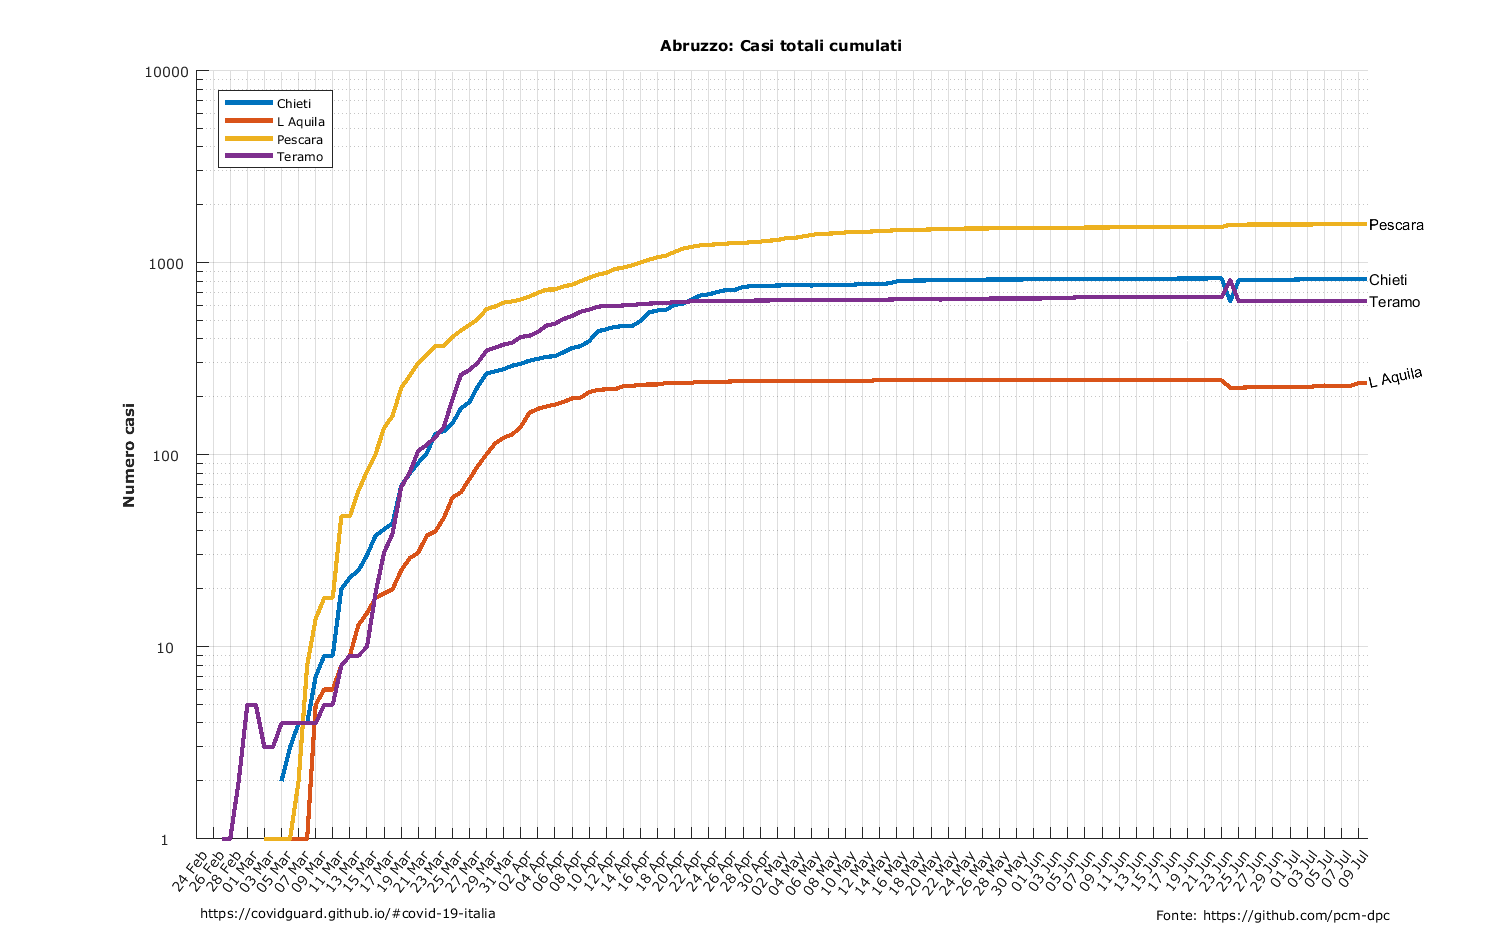 Abruzzo: Casi totali cumulati
10000
1000
100
10
1
Numero casi
Chieti
L Aquila
Pescara
Teramo
Pescara
Chieti
Teramo
L Aquila
24 Feb
26 Feb
28 Feb
01 Mar
03 Mar
05 Mar
07 Mar
09 Mar
11 Mar
13 Mar
15 Mar
17 Mar
19 Mar
21 Mar
23 Mar
25 Mar
27 Mar
29 Mar
31 Mar
02 Apr
04 Apr
06 Apr
08 Apr
10 Apr
12 Apr
14 Apr
16 Apr
18 Apr
20 Apr
22 Apr
24 Apr
26 Apr
28 Apr
30 Apr
02 May
04 May
06 May
08 May
10 May
12 May
14 May
16 May
18 May
20 May
22 May
24 May
26 May
28 May
30 May
01 Jun
03 Jun
05 Jun
07 Jun
09 Jun
11 Jun
13 Jun
15 Jun
17 Jun
19 Jun
21 Jun
23 Jun
25 Jun
27 Jun
29 Jun
01 Jul
03 Jul
05 Jul
07 Jul
09 Jul
https://covidguard.github.io/#covid-19-italia
Fonte: https://github.com/pcm-dpc